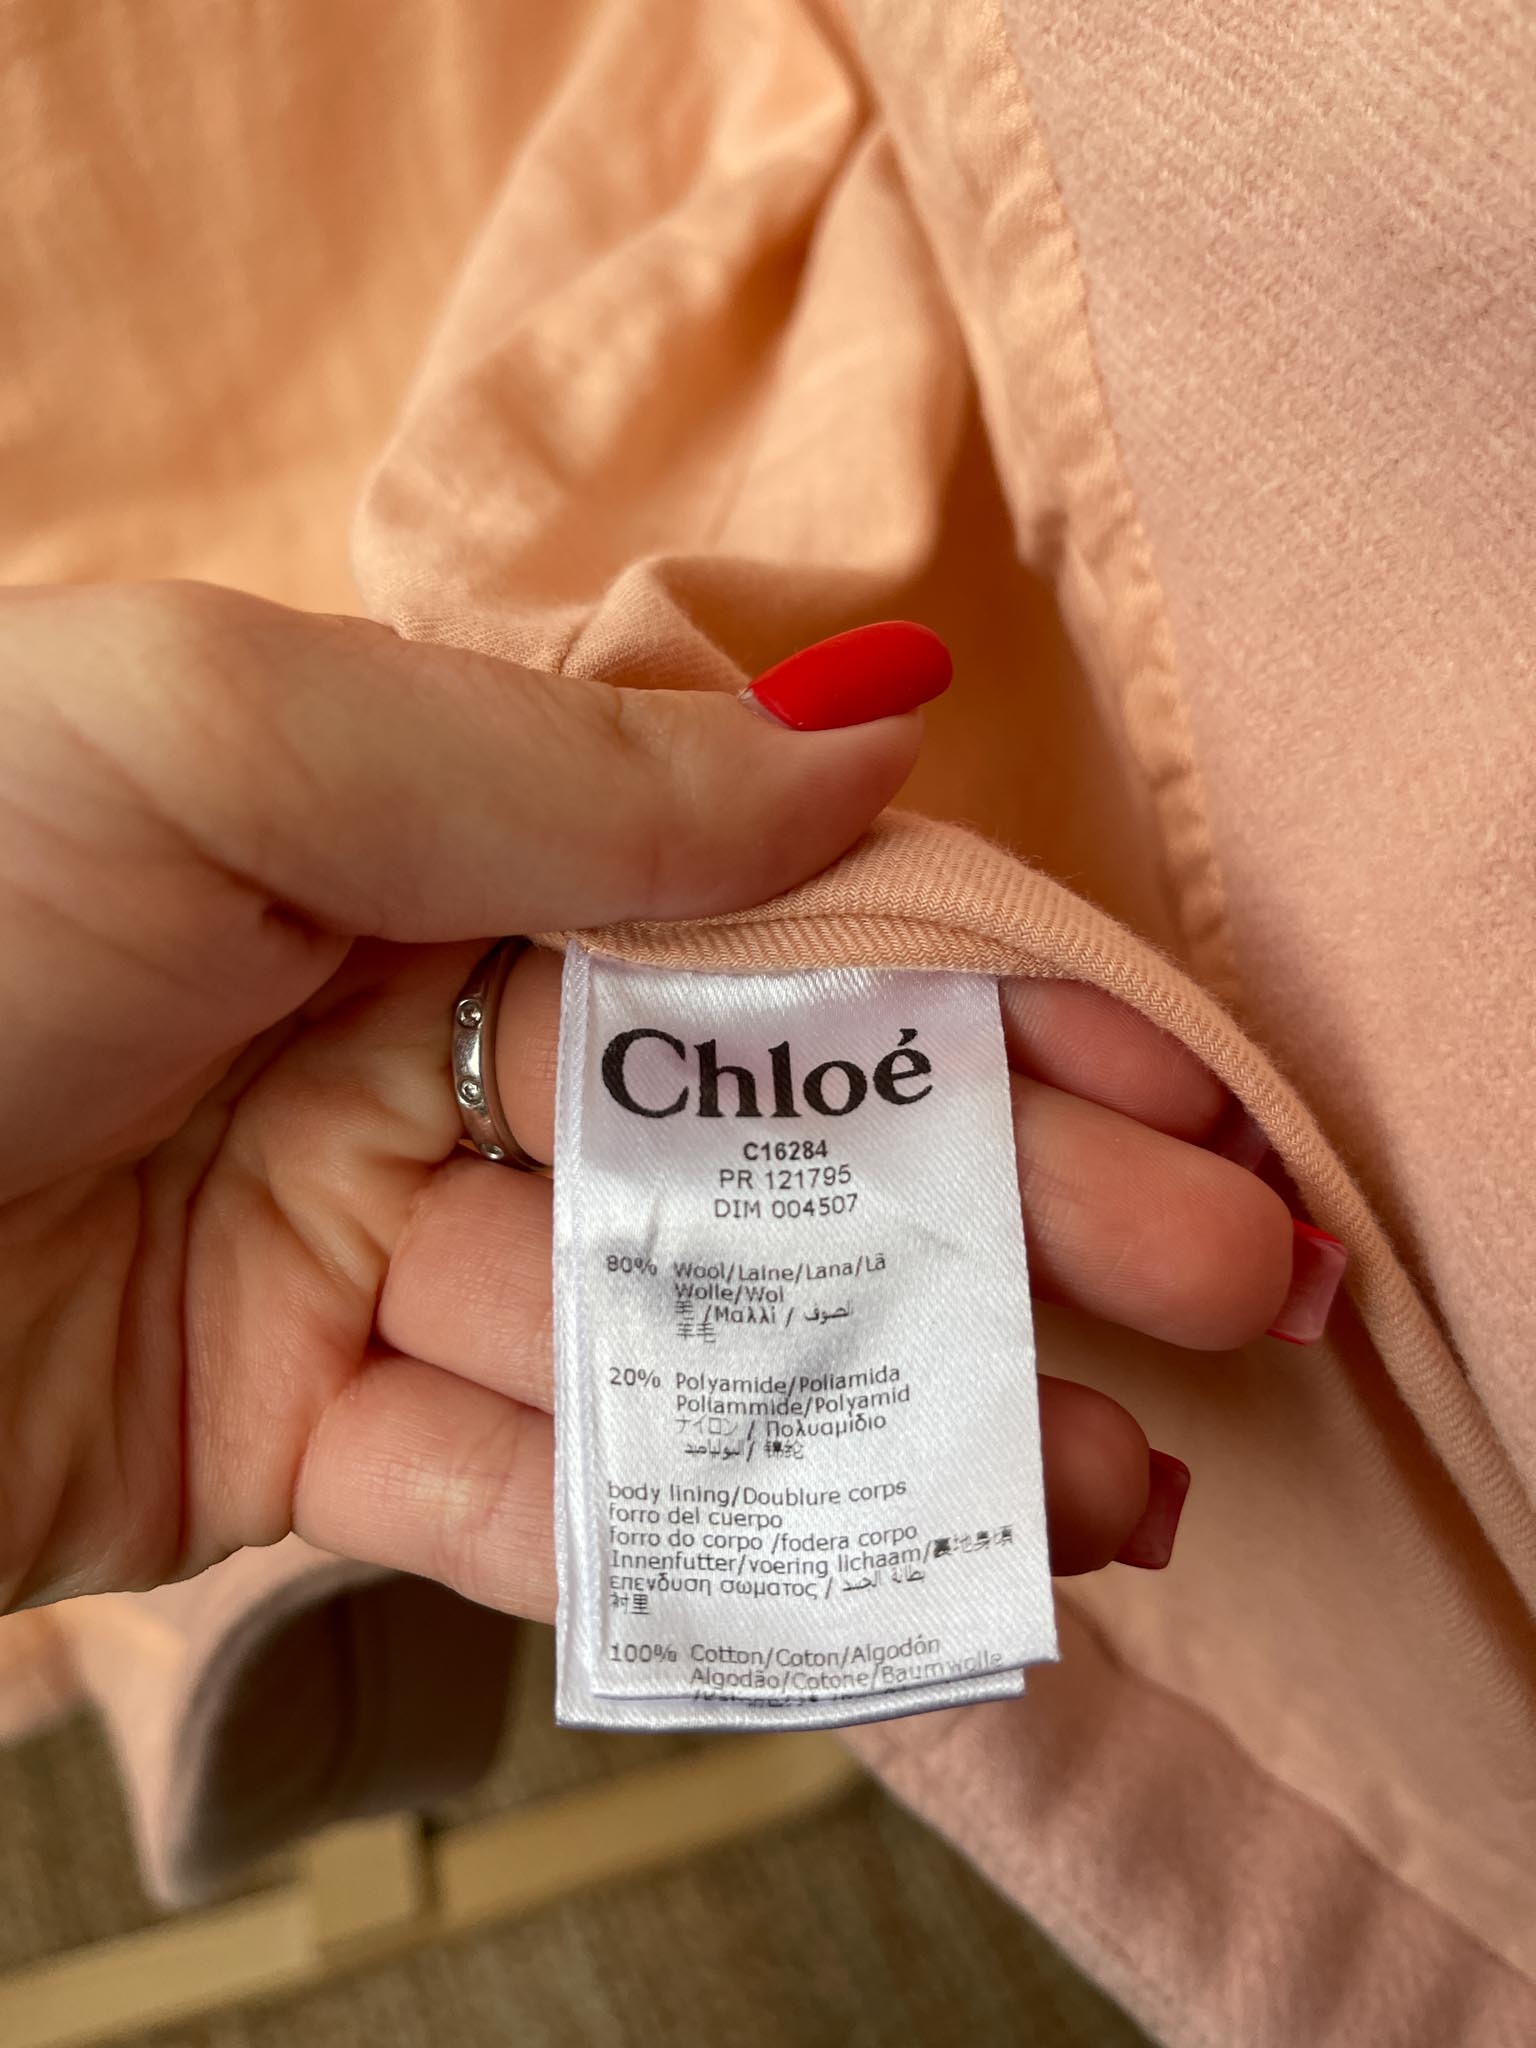 Chloé
C16284
PR 121795
DIM 004507
80% Wool/Laine/Lana/Lã
Wolle/Wol
毛 /Μαλλί / الصوف
羊毛
20% Polyamide/Poliamida
Poliammide/Polyamid
ナイロン / Πολυαμίδιο
البولياميد / 锦纶
body lining/Doublure corps
forro del cuerpo
forro do corpo /fodera corpo
Innenfutter/voering lichaam/裏地身頃
επενδυση σωματος / بطانة الجسد
衬里
100% Cotton/Coton/Algodón
Algodão/Cotone/Baumwolle